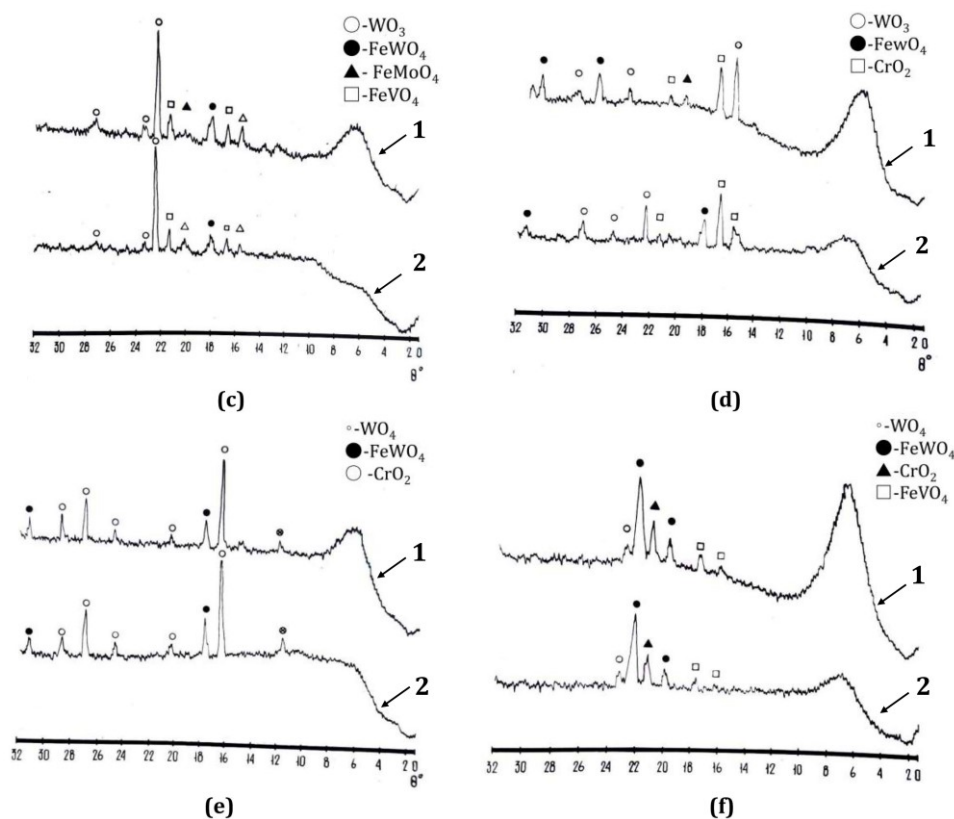 ○-WO₃
●-FeWO₄
▲- FeMoO₄
□-FeVO₄
1
2
32 30 28 26 24 22 20 18 16 14 12 10 8 6 4 2 0
θ°
(c)
○-WO₃
●-FewO₄
□-CrO₂
1
2
32 30 28 26 24 22 20 18 16 14 12 10 8 6 4 2 0
θ°
(d)
○-WO₄
●-FeWO₄
○-CrO₂
1
2
32 30 28 26 24 22 20 18 16 14 12 10 8 6 4 2 0
θ°
(e)
○-WO₄
●-FeWO₄
▲-CrO₂
□-FeVO₄
1
2
32 30 28 26 24 22 20 18 16 14 12 10 8 6 4 2 0
θ°
(f)